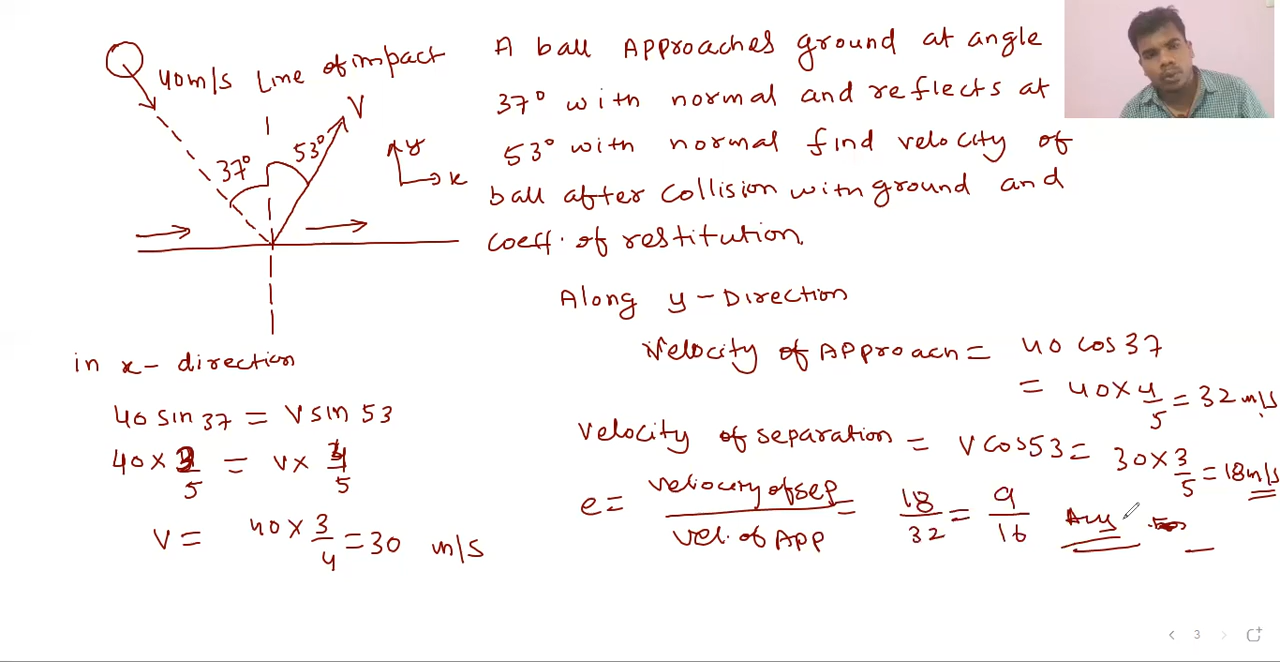 40m/s Line of impact
37° 53° V
y
x
A ball Approaches ground at angle
37° with normal and reflects at
53° with normal find velocity of
ball after collision with ground and
coeff. of restitution.
in x- direction
40 sin 37 = V sin 53
40 × 3/5 = V × 4/5
V = 40 × 3/4 = 30 m/s
Along y-Direction
Velocity of Approach = 40 cos 37
= 40 × 4/5 = 32 m/s
Velocity of separation = V cos 53 = 30 × 3/5 = 18 m/s
e = velocity of sep / vel. of APP = 18/32 = 9/16 Ans
3